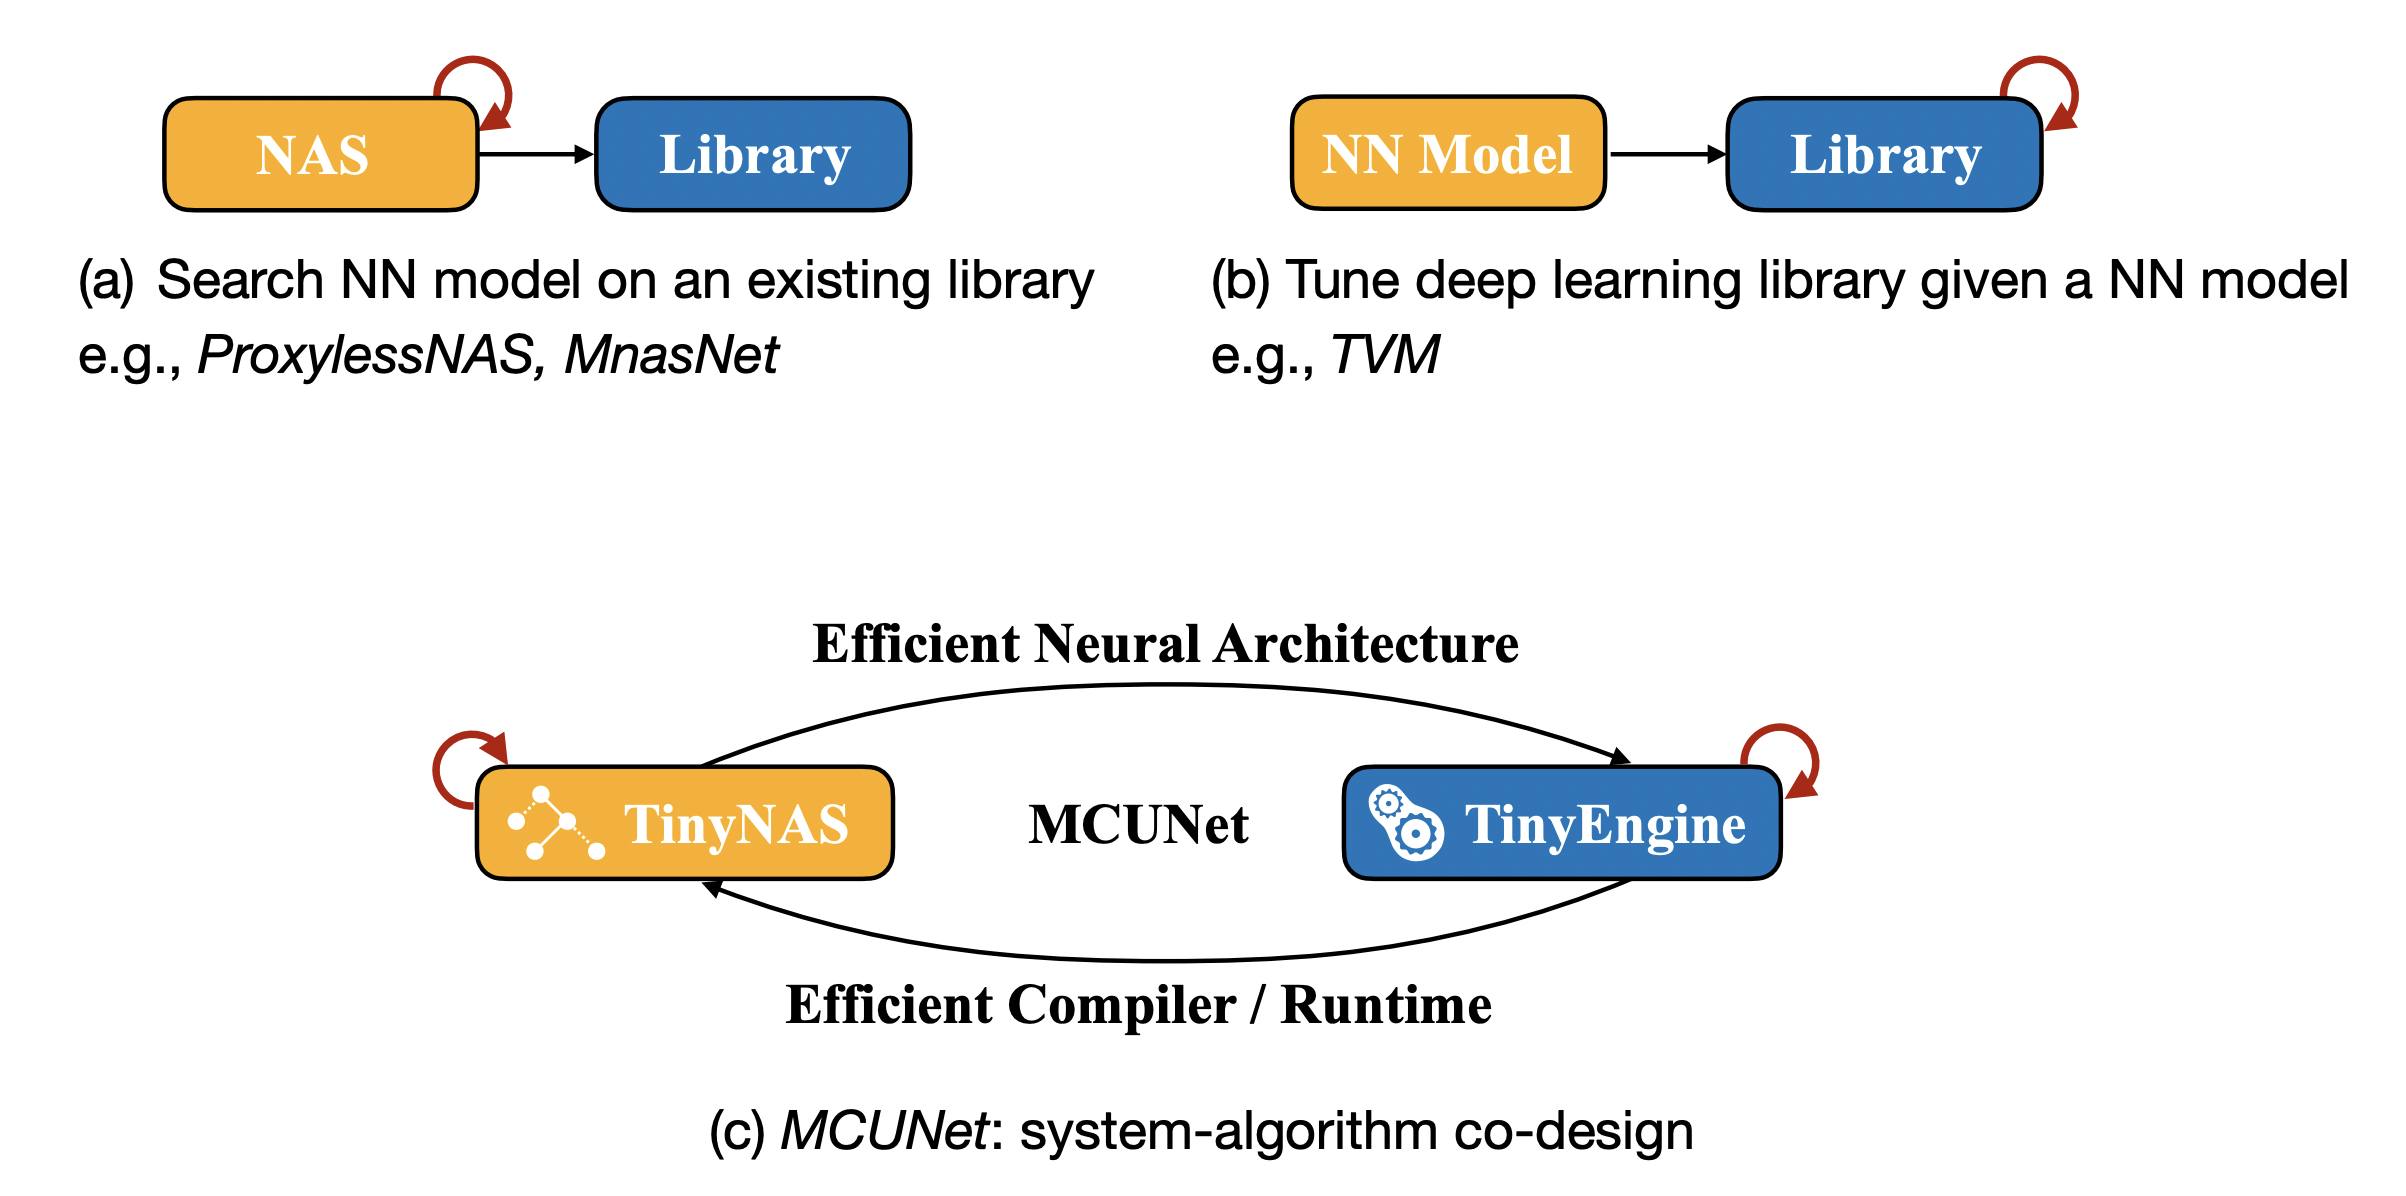 NAS
Library
(a) Search NN model on an existing library
e.g., ProxylessNAS, MnasNet
NN Model
Library
(b) Tune deep learning library given a NN model
e.g., TVM
Efficient Neural Architecture
TinyNAS
MCUNet
TinyEngine
Efficient Compiler / Runtime
(c) MCUNet: system-algorithm co-design